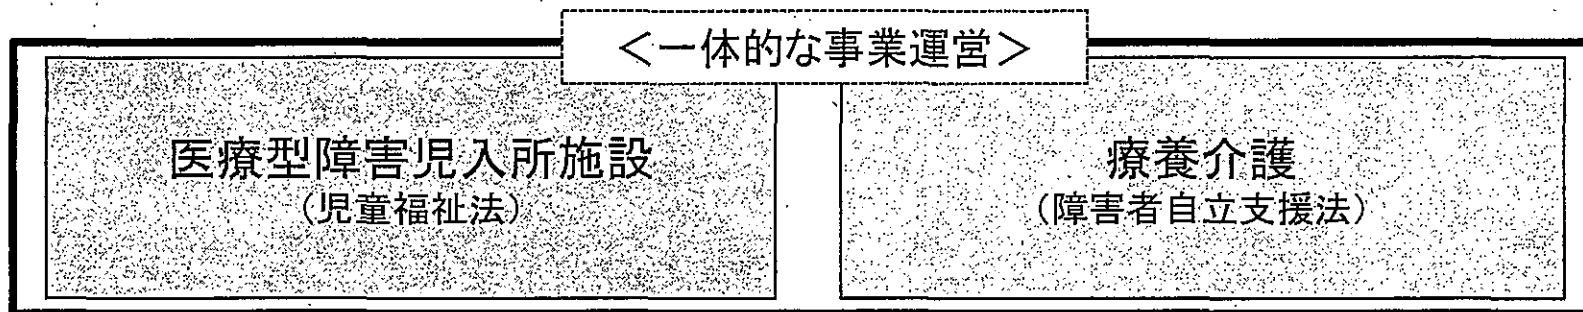 ＜一体的な事業運営＞
医療型障害児入所施設
（児童福祉法）
療養介護
（障害者自立支援法）